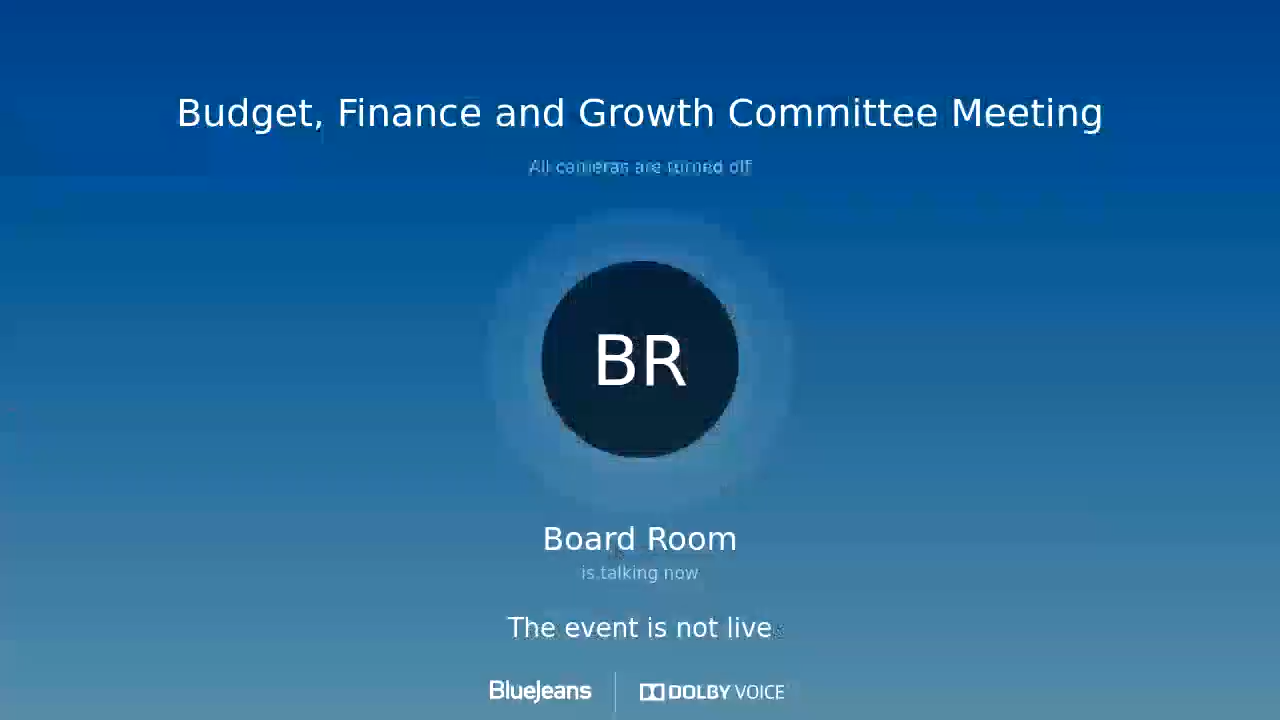 Budget, Finance and Growth Committee Meeting
All cameras are turned off
BR
Board Room
is talking now
The event is not live
BlueJeans
DOLBY VOICE